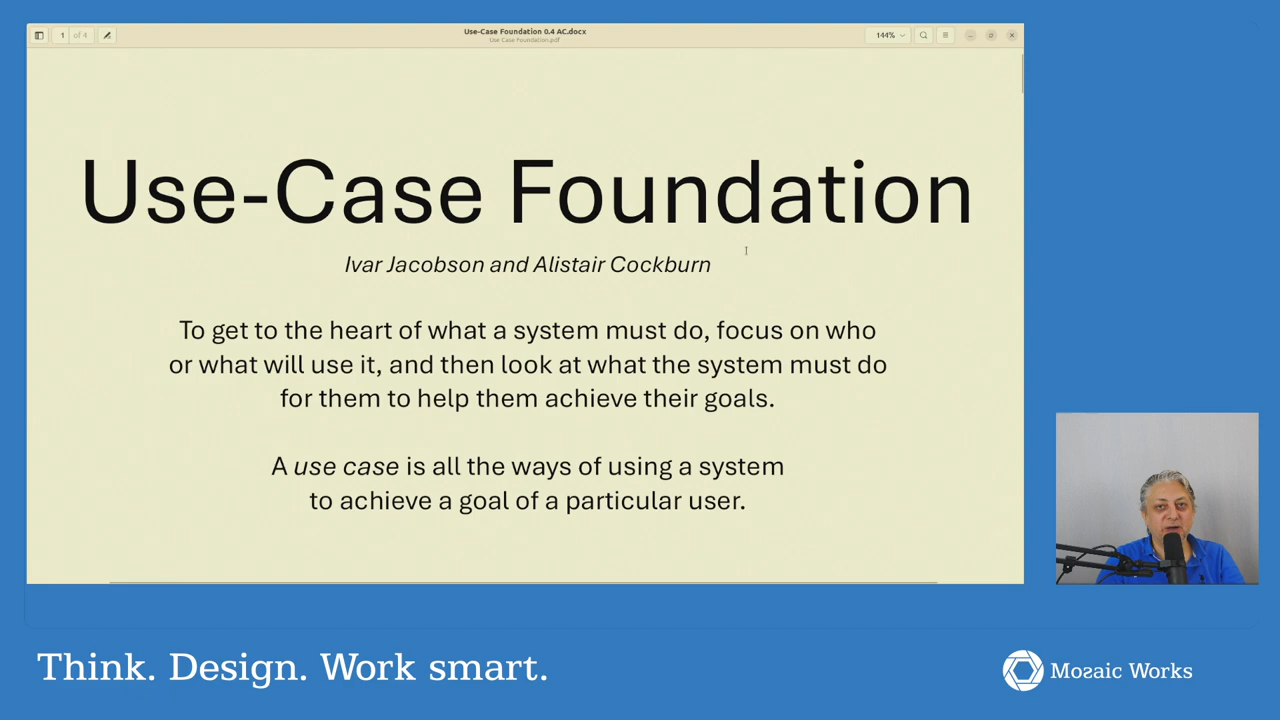 1 of 4
Use-Case Foundation 0.4 AC.docx
Use Case Foundation.pdf
144%
Use-Case Foundation
Ivar Jacobson and Alistair Cockburn
To get to the heart of what a system must do, focus on who
or what will use it, and then look at what the system must do
for them to help them achieve their goals.
A use case is all the ways of using a system
to achieve a goal of a particular user.
Think. Design. Work smart.
Mosaic Works